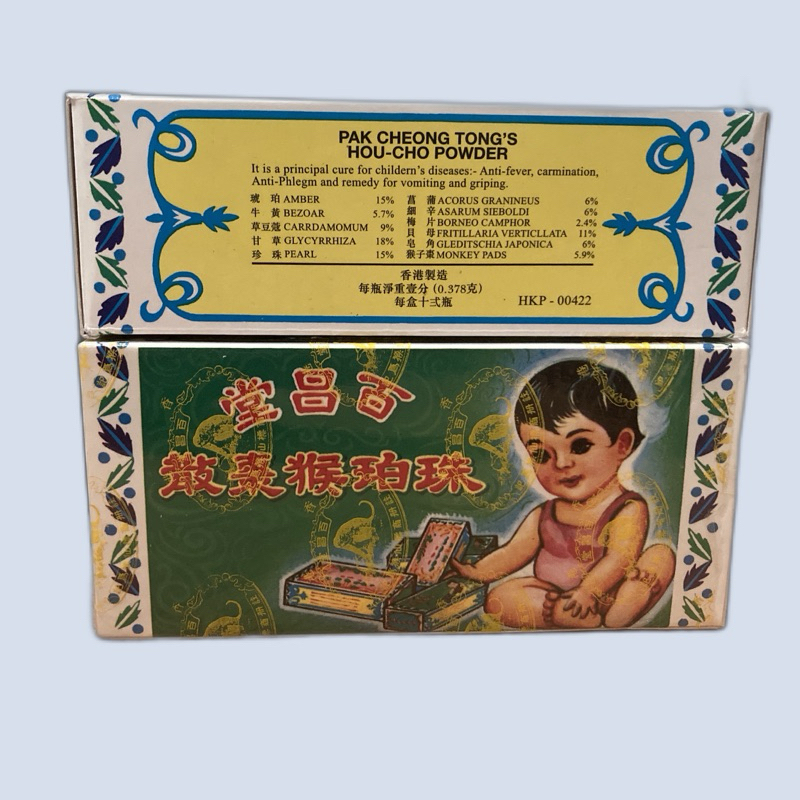 PAK CHEONG TONG'S
HOU-CHO POWDER
It is a principal cure for childern's diseases:- Anti-fever, carmination,
Anti-Phlegm and remedy for vomiting and griping.
琥珀 AMBER 15%
牛黃 BEZOAR 5.7%
草豆蔻 CARRDAMOMUM 9%
甘草 GLYCYRRHIZA 18%
珍珠 PEARL 15%
菖蒲 ACORUS GRANINEUS 6%
細辛 ASARUM SIEBOLDI 6%
梅片 BORNEO CAMPHOR 2.4%
貝母 FRITILLARIA VERTICLLATA 11%
皂角 GLEDITSCHIA JAPONICA 6%
猴子棗 MONKEY PADS 5.9%
香港製造
每瓶淨重壹分 (0.378克)
每盒十弍瓶
HKP - 00422
百昌堂
珠珀猴棗散